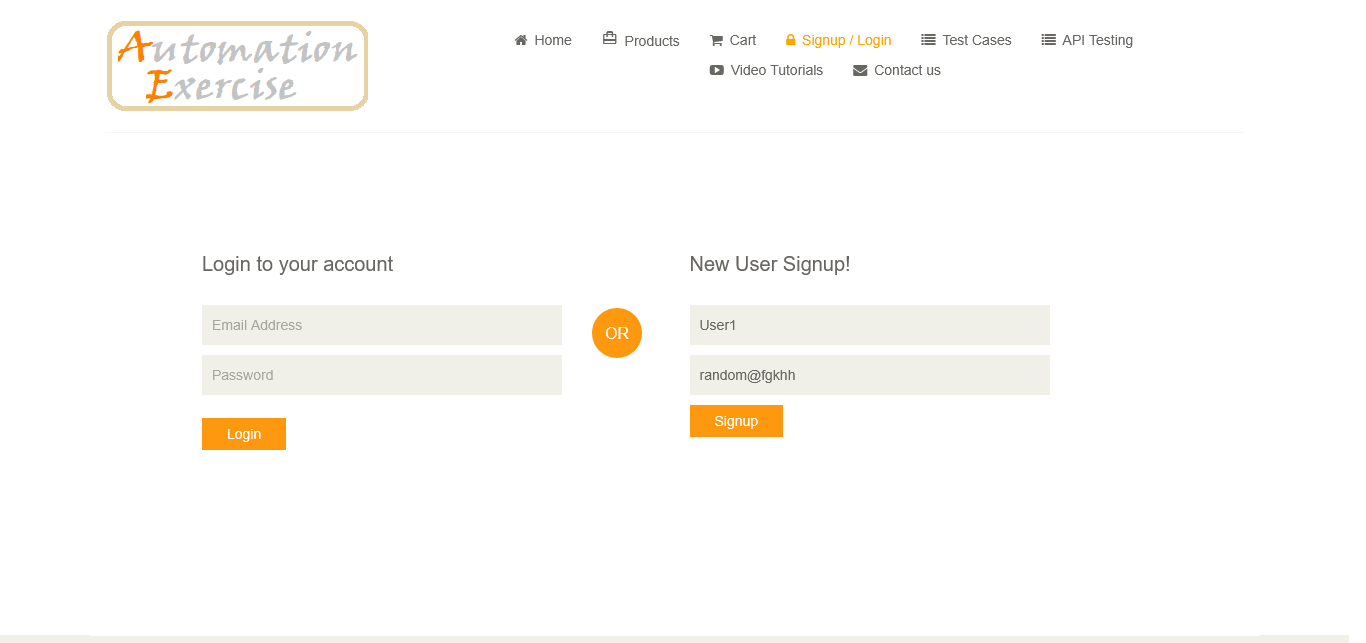 Automation
Exercise
Home Products Cart Signup / Login Test Cases API Testing
Video Tutorials Contact us
Login to your account
Email Address
Password
Login
OR
New User Signup!
User1
random@fgkhh
Signup